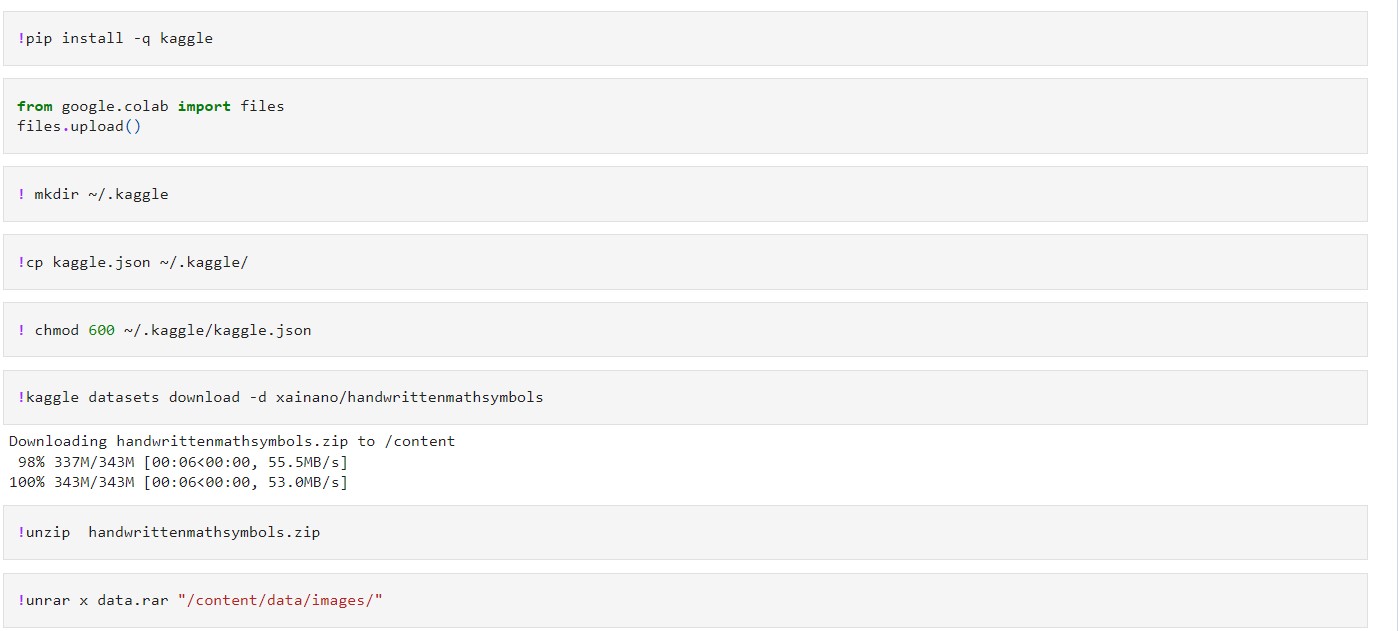 !pip install -q kaggle
from google.colab import files
files.upload()
! mkdir ~/.kaggle
!cp kaggle.json ~/.kaggle/
! chmod 600 ~/.kaggle/kaggle.json
!kaggle datasets download -d xainano/handwrittenmathsymbols
Downloading handwrittenmathsymbols.zip to /content
 98% 337M/343M [00:06<00:00, 55.5MB/s]
100% 343M/343M [00:06<00:00, 53.0MB/s]
!unzip  handwrittenmathsymbols.zip
!unrar x data.rar "/content/data/images/"